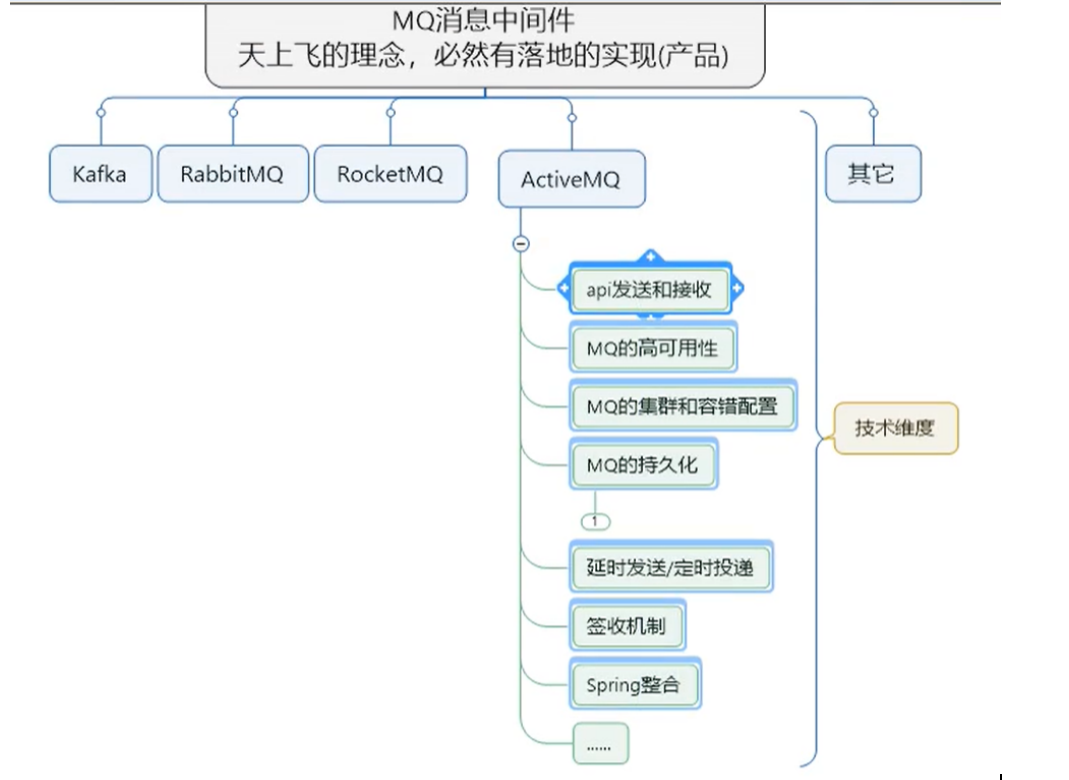 MQ消息中间件
天上飞的理念，必然有落地的实现(产品)
Kafka
RabbitMQ
RocketMQ
ActiveMQ
其它
api发送和接收
MQ的高可用性
MQ的集群和容错配置
MQ的持久化
1
延时发送/定时投递
签收机制
Spring整合
......
技术维度